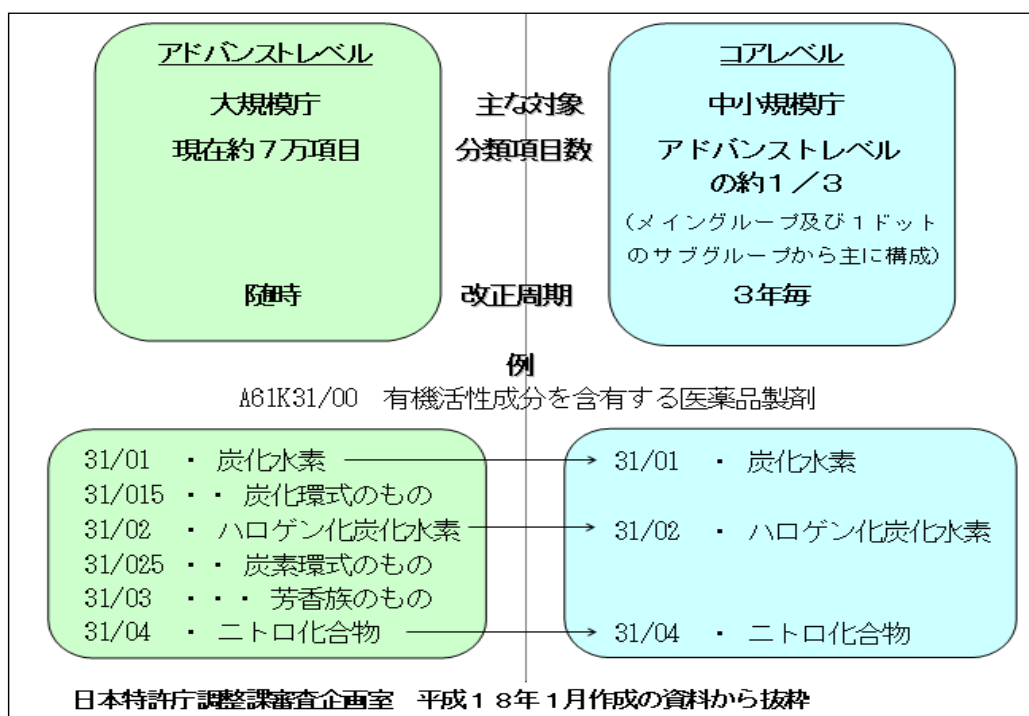 アドバンストレベル
コアレベル
大規模庁
主な対象
中小規模庁
現在約７万項目
分類項目数
アドバンストレベル
の約１／３
（メイングループ及び１ドット
のサブグループから主に構成）
随時
改正周期
３年毎
例
A61K31/00　有機活性成分を含有する医薬品製剤
31/01　・ 炭化水素
31/015 ・・ 炭化環式のもの
31/02　・ ハロゲン化炭化水素
31/025 ・・ 炭素環式のもの
31/03　・・・ 芳香族のもの
31/04　・ ニトロ化合物
31/01　・ 炭化水素
31/02　・ ハロゲン化炭化水素
31/04　・ ニトロ化合物
日本特許庁調整課審査企画室　平成１８年１月作成の資料から抜粋